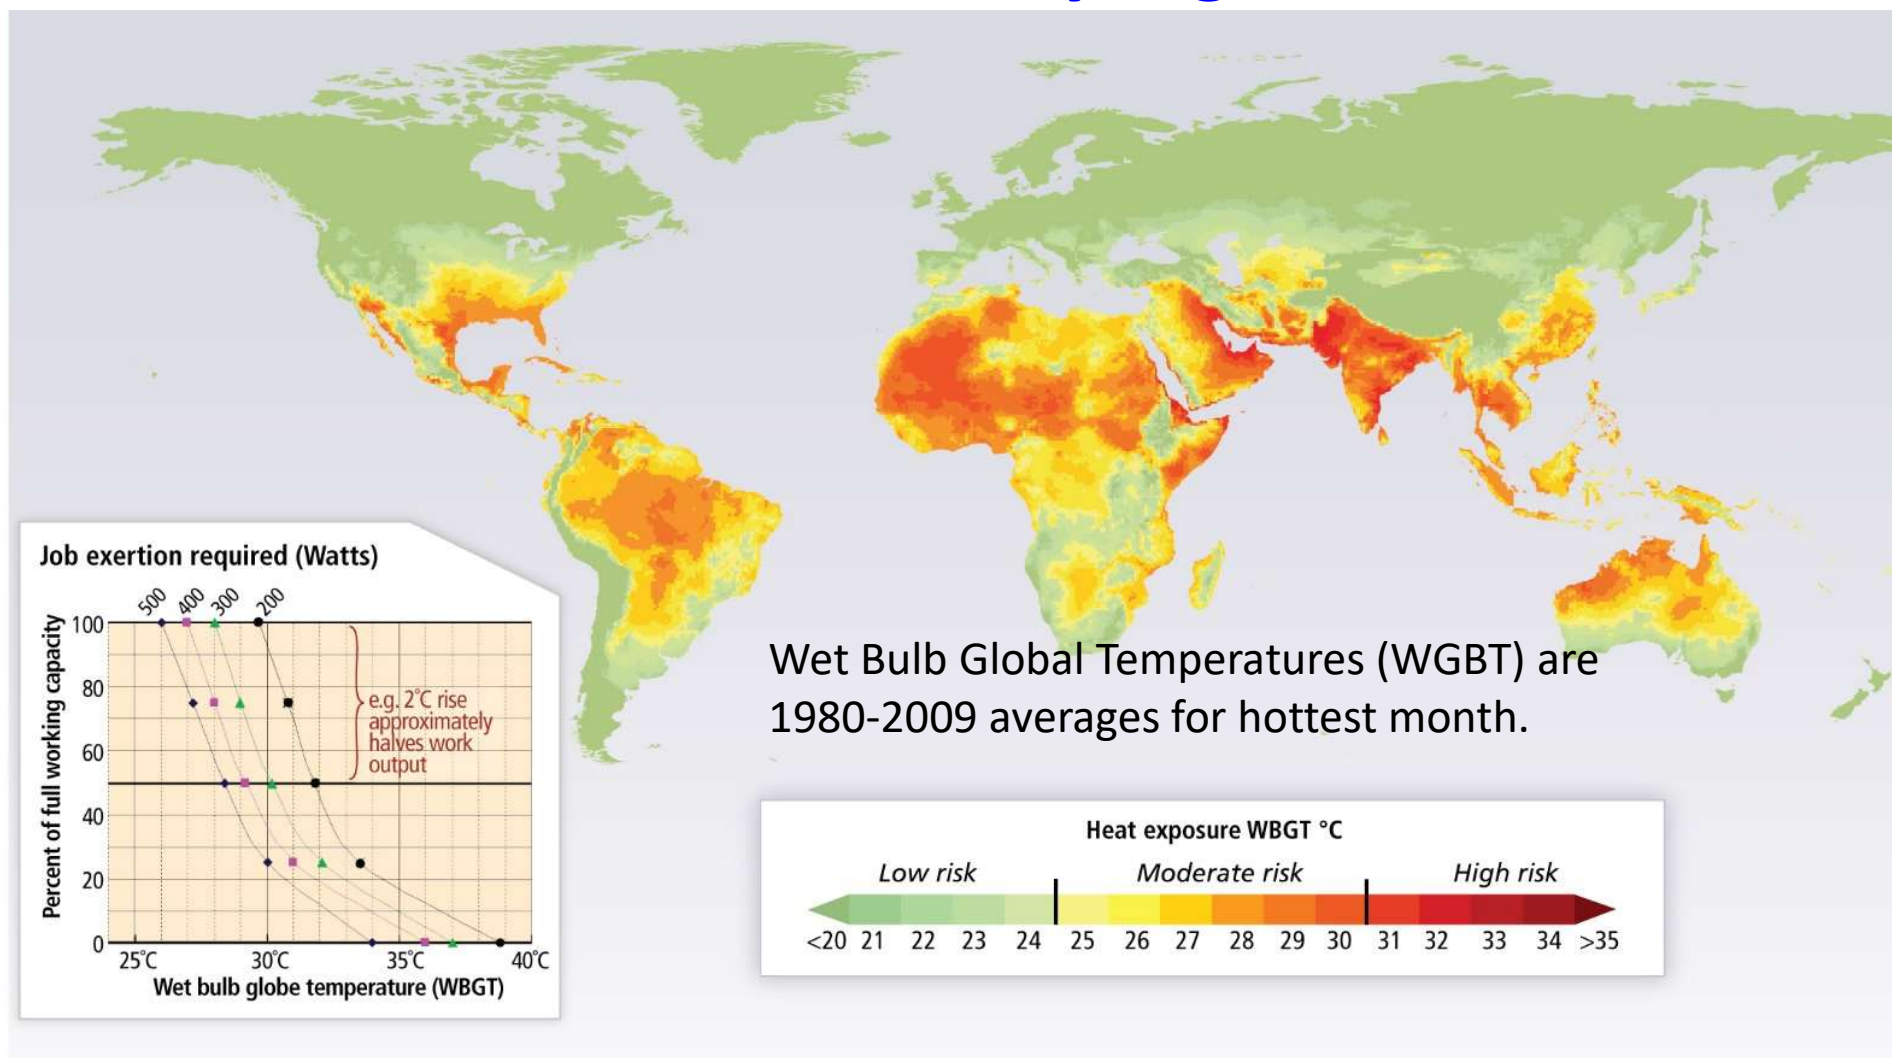 Job exertion required (Watts)
500 400 300 200
Percent of full working capacity
100
80
60
40
20
0
e.g. 2°C rise
approximately
halves work
output
25°C 30°C 35°C 40°C
Wet bulb globe temperature (WBGT)
Wet Bulb Global Temperatures (WGBT) are
1980-2009 averages for hottest month.
Heat exposure WBGT °C
Low risk Moderate risk High risk
<20 21 22 23 24 25 26 27 28 29 30 31 32 33 34 >35